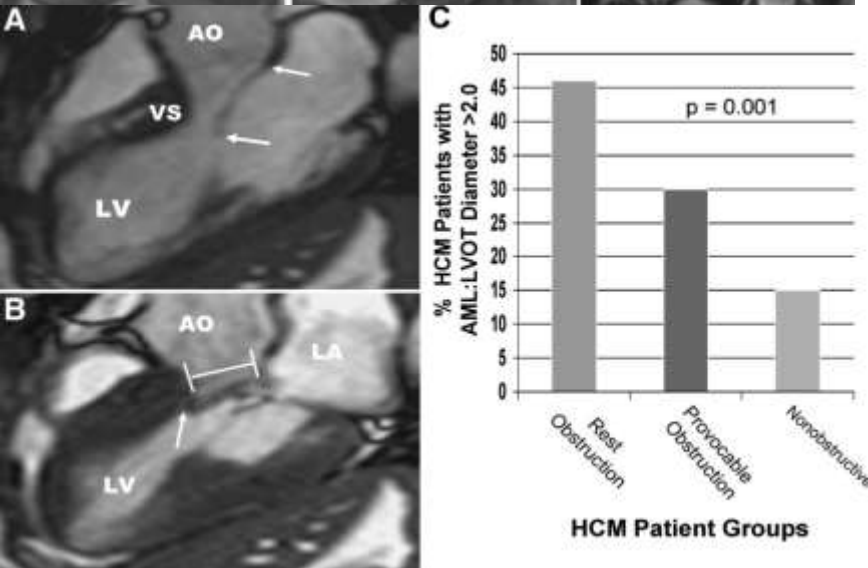 A
AO
VS
LV
B
AO
LA
LV
C
% HCM Patients with
AML:LVOT Diameter >2.0
50
45
40
35
30
25
20
15
10
5
0
p = 0.001
Rest
Obstruction
Provocable
Obstruction
Nonobstructive
HCM Patient Groups